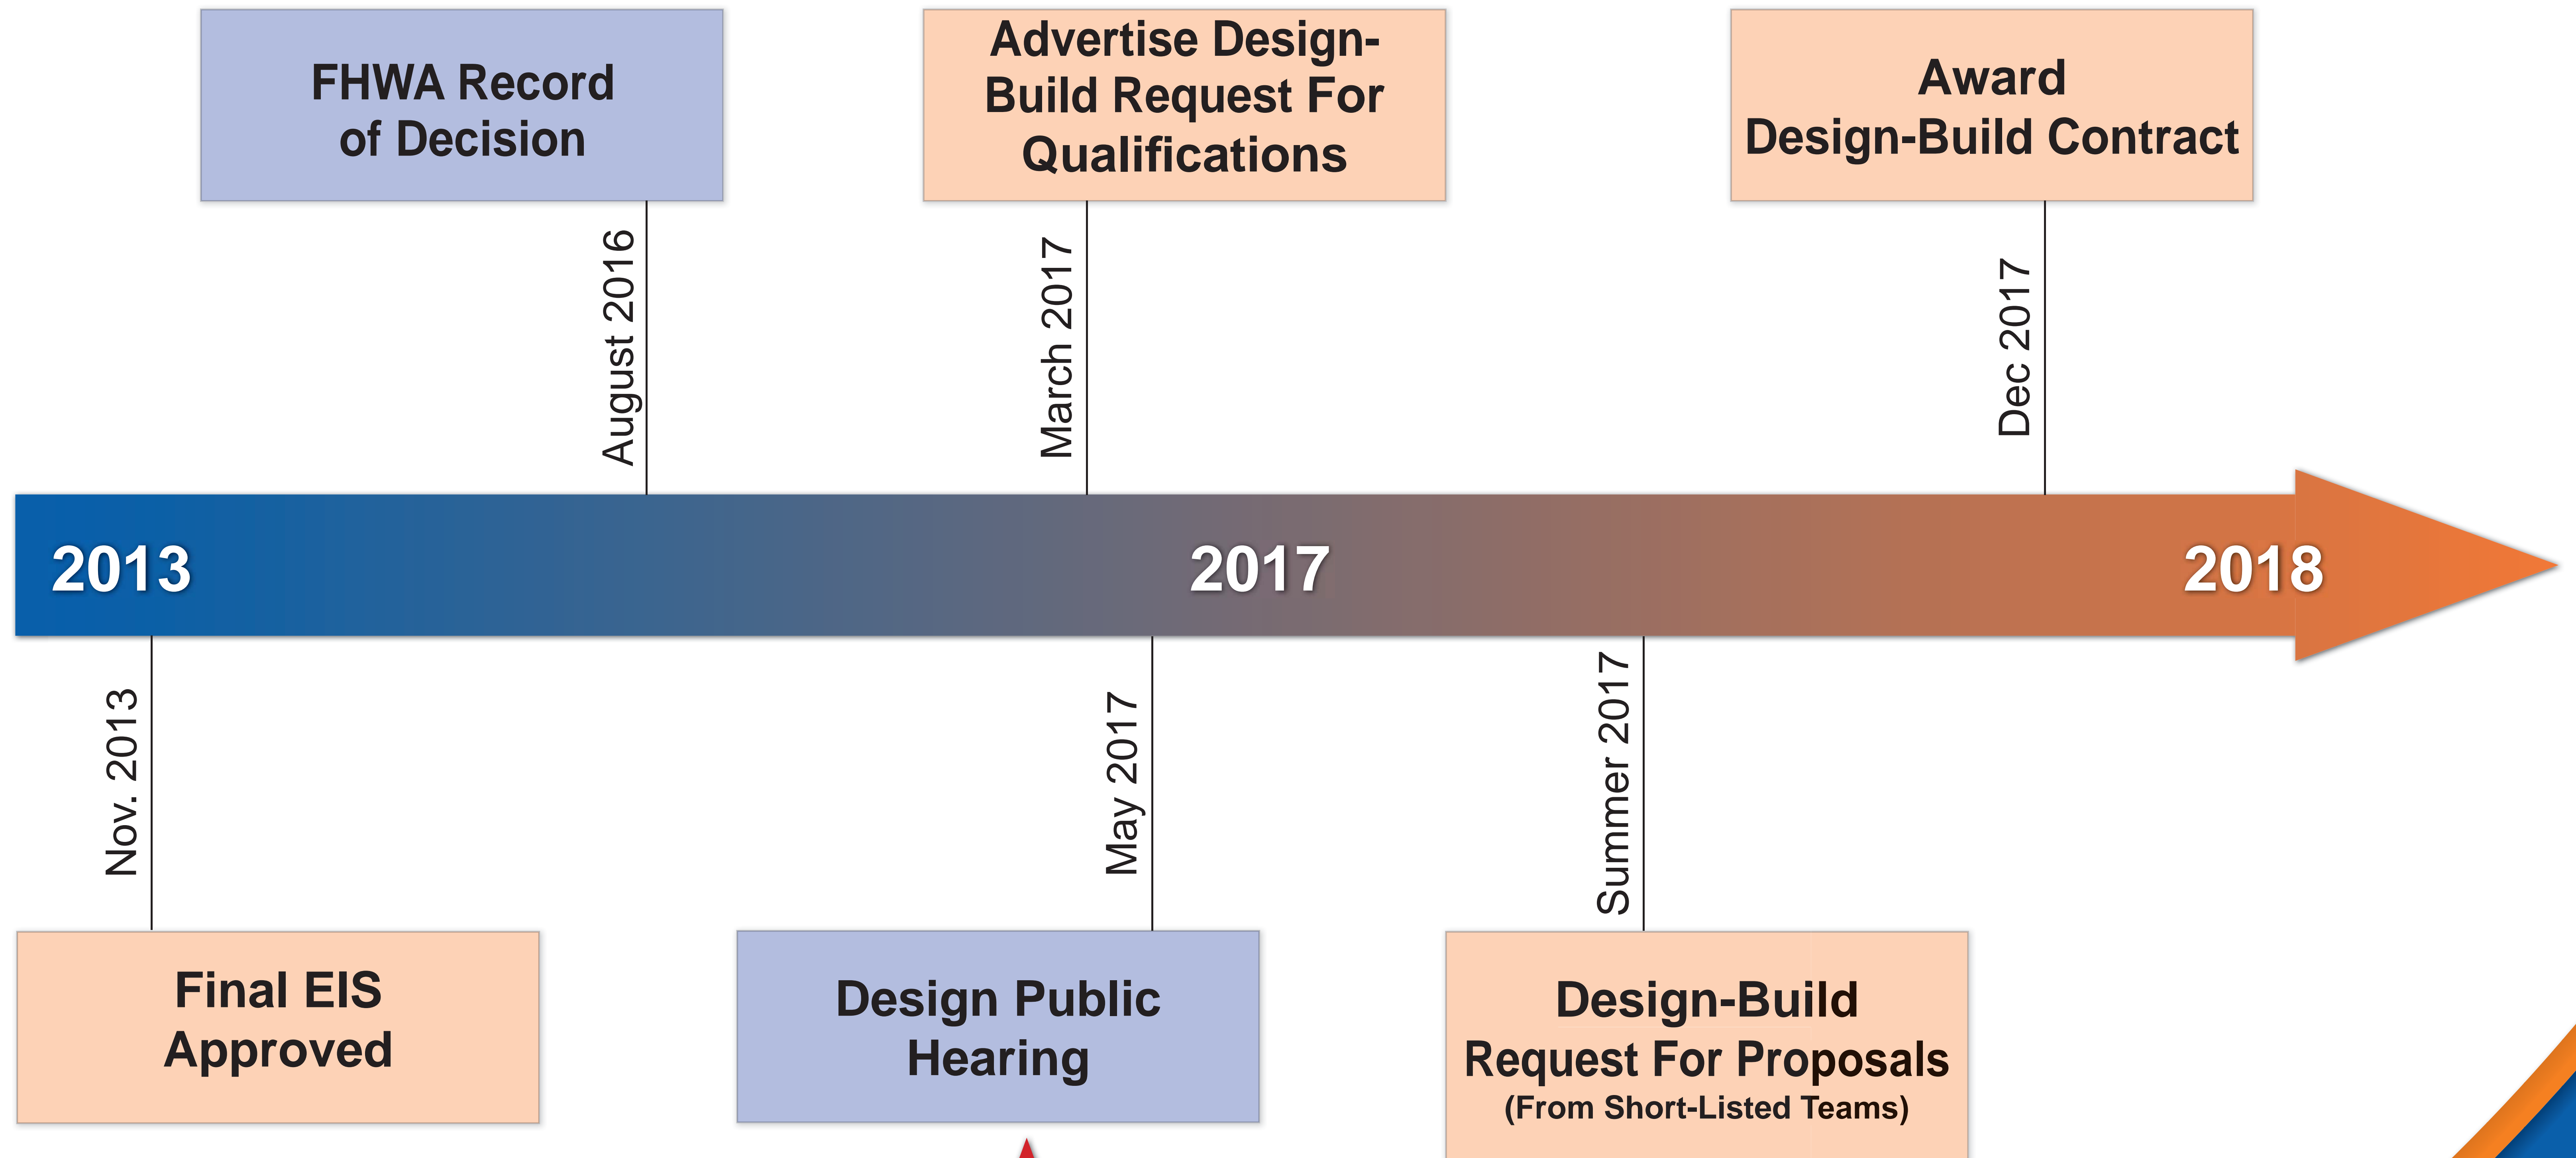 FHWA Record
of Decision
Advertise Design-
Build Request For
Qualifications
Award
Design-Build Contract
August 2016
March 2017
Dec 2017
2013
2017
2018
Nov. 2013
May 2017
Summer 2017
Final EIS
Approved
Design Public
Hearing
Design-Build
Request For Proposals
(From Short-Listed Teams)